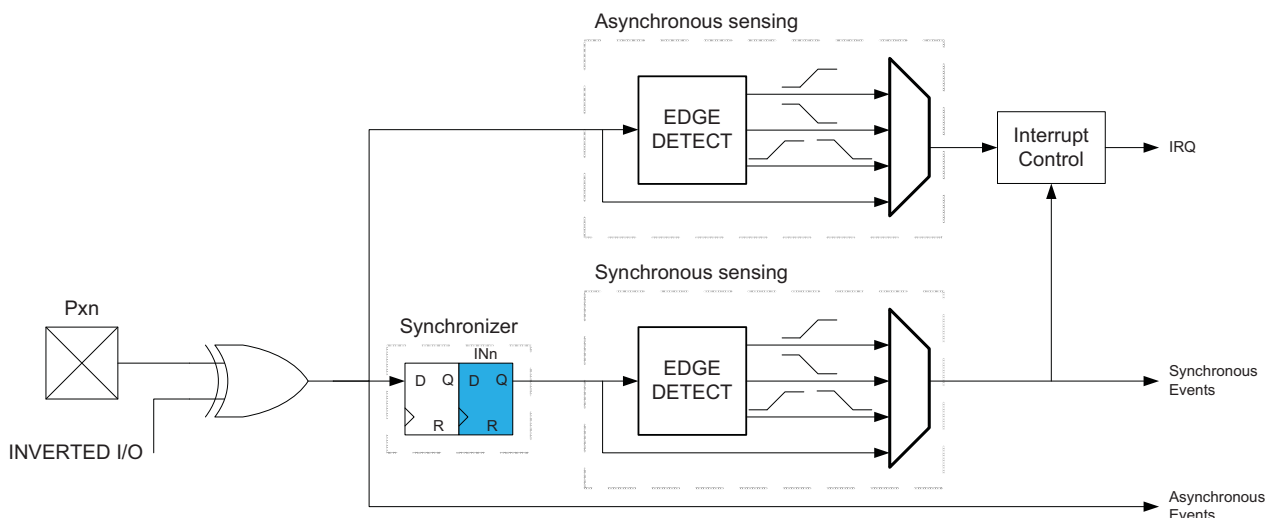 Asynchronous sensing
EDGE
DETECT
Interrupt
Control
IRQ
Synchronous sensing
Pxn
Synchronizer
INn
D Q D Q
R R
EDGE
DETECT
Synchronous
Events
INVERTED I/O
Asynchronous
Events